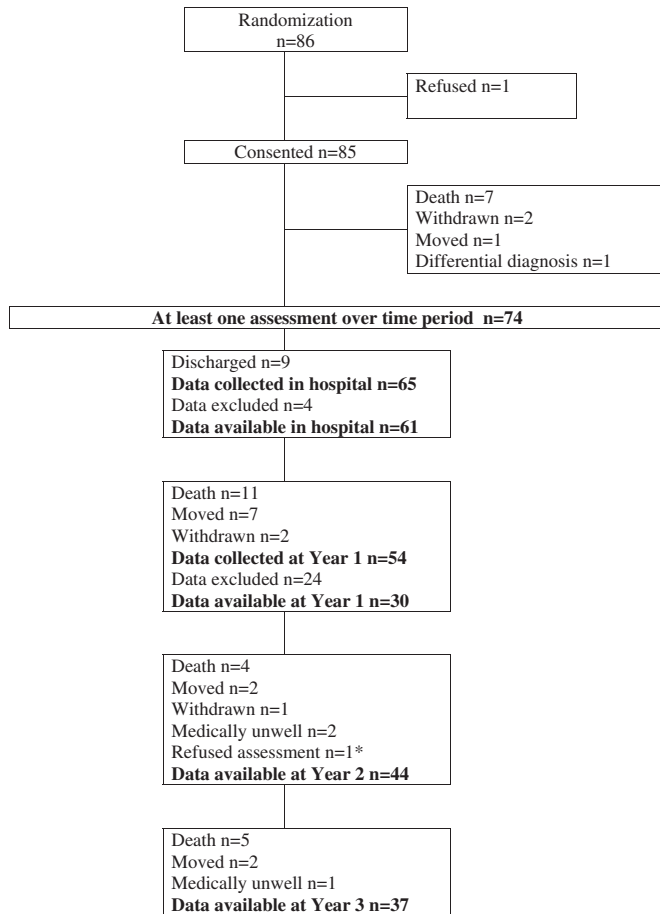 Randomization
n=86
Refused n=1
Consented n=85
Death n=7
Withdrawn n=2
Moved n=1
Differential diagnosis n=1
At least one assessment over time period n=74
Discharged n=9
Data collected in hospital n=65
Data excluded n=4
Data available in hospital n=61
Death n=11
Moved n=7
Withdrawn n=2
Data collected at Year 1 n=54
Data excluded n=24
Data available at Year 1 n=30
Death n=4
Moved n=2
Withdrawn n=1
Medically unwell n=2
Refused assessment n=1*
Data available at Year 2 n=44
Death n=5
Moved n=2
Medically unwell n=1
Data available at Year 3 n=37